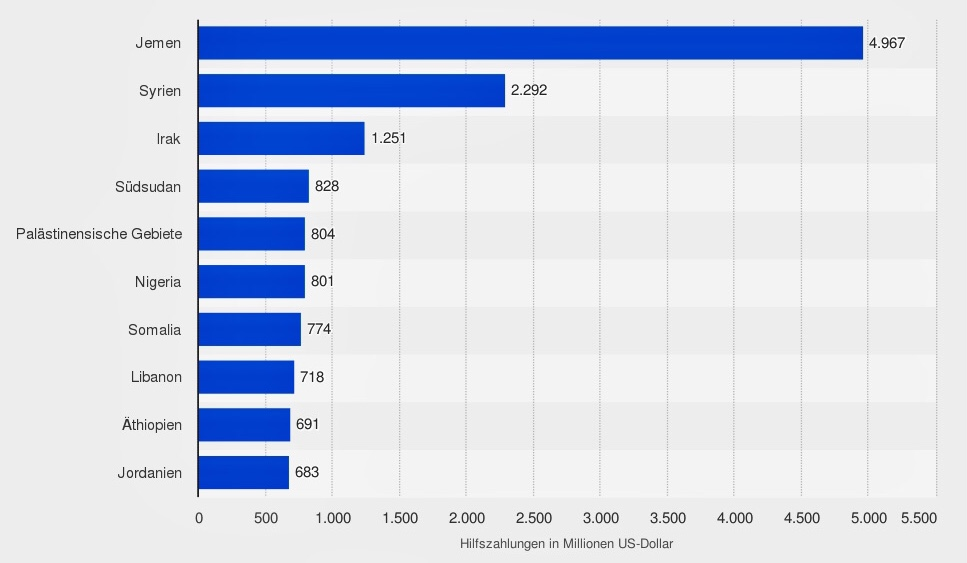 Jemen 4.967
Syrien 2.292
Irak 1.251
Südsudan 828
Palästinensische Gebiete 804
Nigeria 801
Somalia 774
Libanon 718
Äthiopien 691
Jordanien 683
0 500 1.000 1.500 2.000 2.500 3.000 3.500 4.000 4.500 5.000 5.500
Hilfszahlungen in Millionen US-Dollar